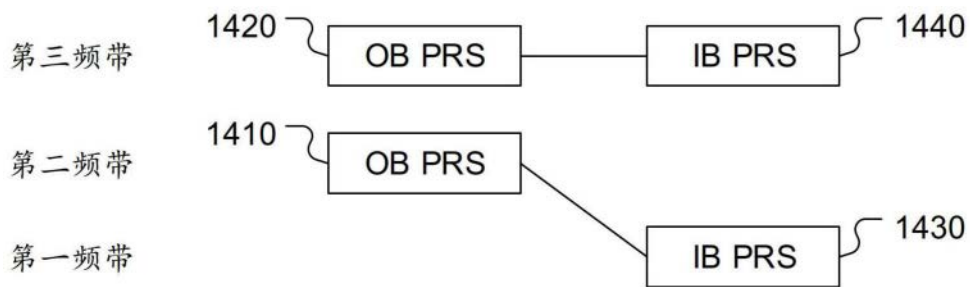 1420 1440
第三频带 OB PRS IB PRS
1410
第二频带 OB PRS
1430
第一频带 IB PRS